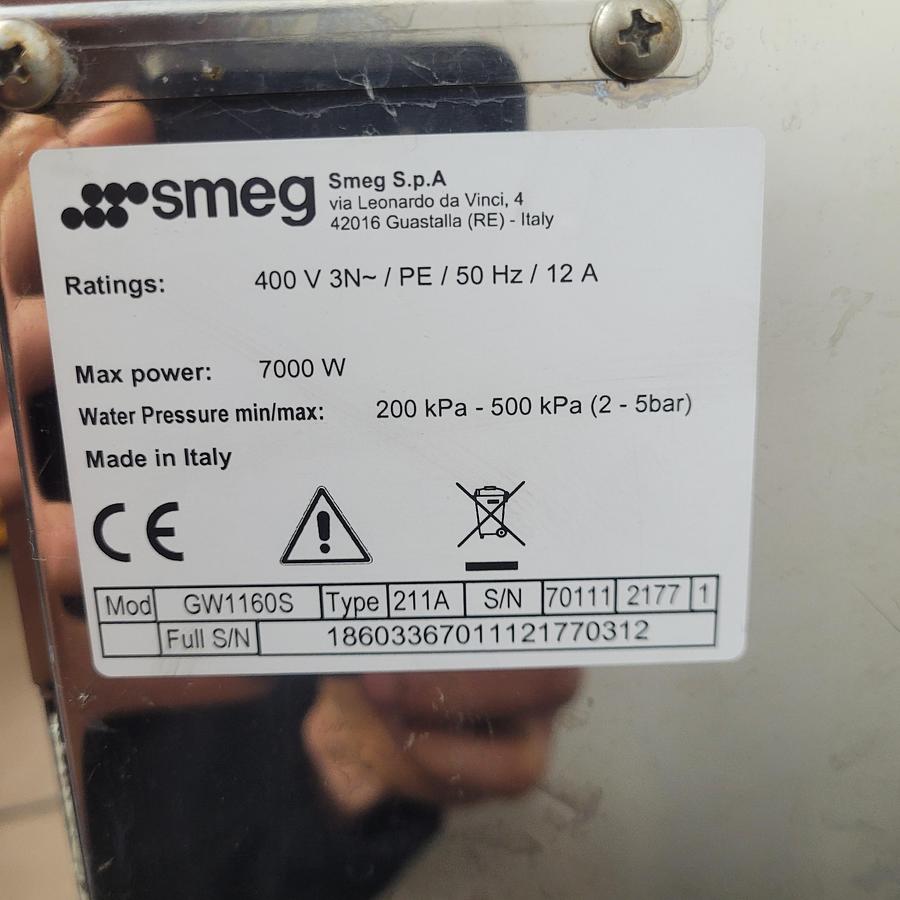 smeg
Smeg S.p.A
via Leonardo da Vinci, 4
42016 Guastalla (RE) - Italy
Ratings: 400 V 3N~ / PE / 50 Hz / 12 A
Max power: 7000 W
Water Pressure min/max: 200 kPa - 500 kPa (2 - 5bar)
Made in Italy
CE
Mod GW1160S Type 211A S/N 70111 2177 1
Full S/N 18603367011121770312